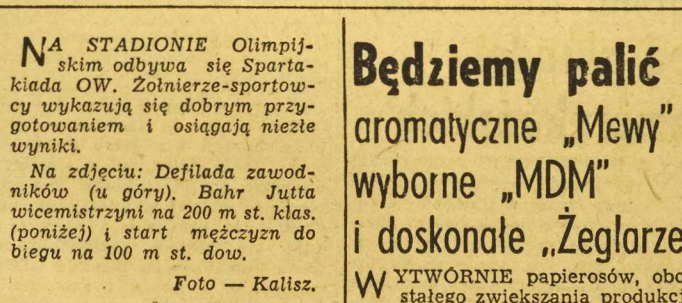 NA STADIONIE Olimpij-
skim odbywa się Sparta-
kiada OW. Żołnierze-sportow-
cy wykazują się dobrym przy-
gotowaniem i osiągają niezłe
wyniki.
Na zdjęciu: Defilada zawod-
ników (u góry). Bahr Jutta
wicemistrzyni na 200 m st. klas.
(poniżej) i start mężczyzn do
biegu na 100 m st. dow.
Foto — Kalisz.
Będziemy palić
aromatyczne „Mewy"
wyborne „MDM"
i doskonałe „Żeglarze
WYTWÓRNIE papierosów, obo
stałego zwiększania produkcj